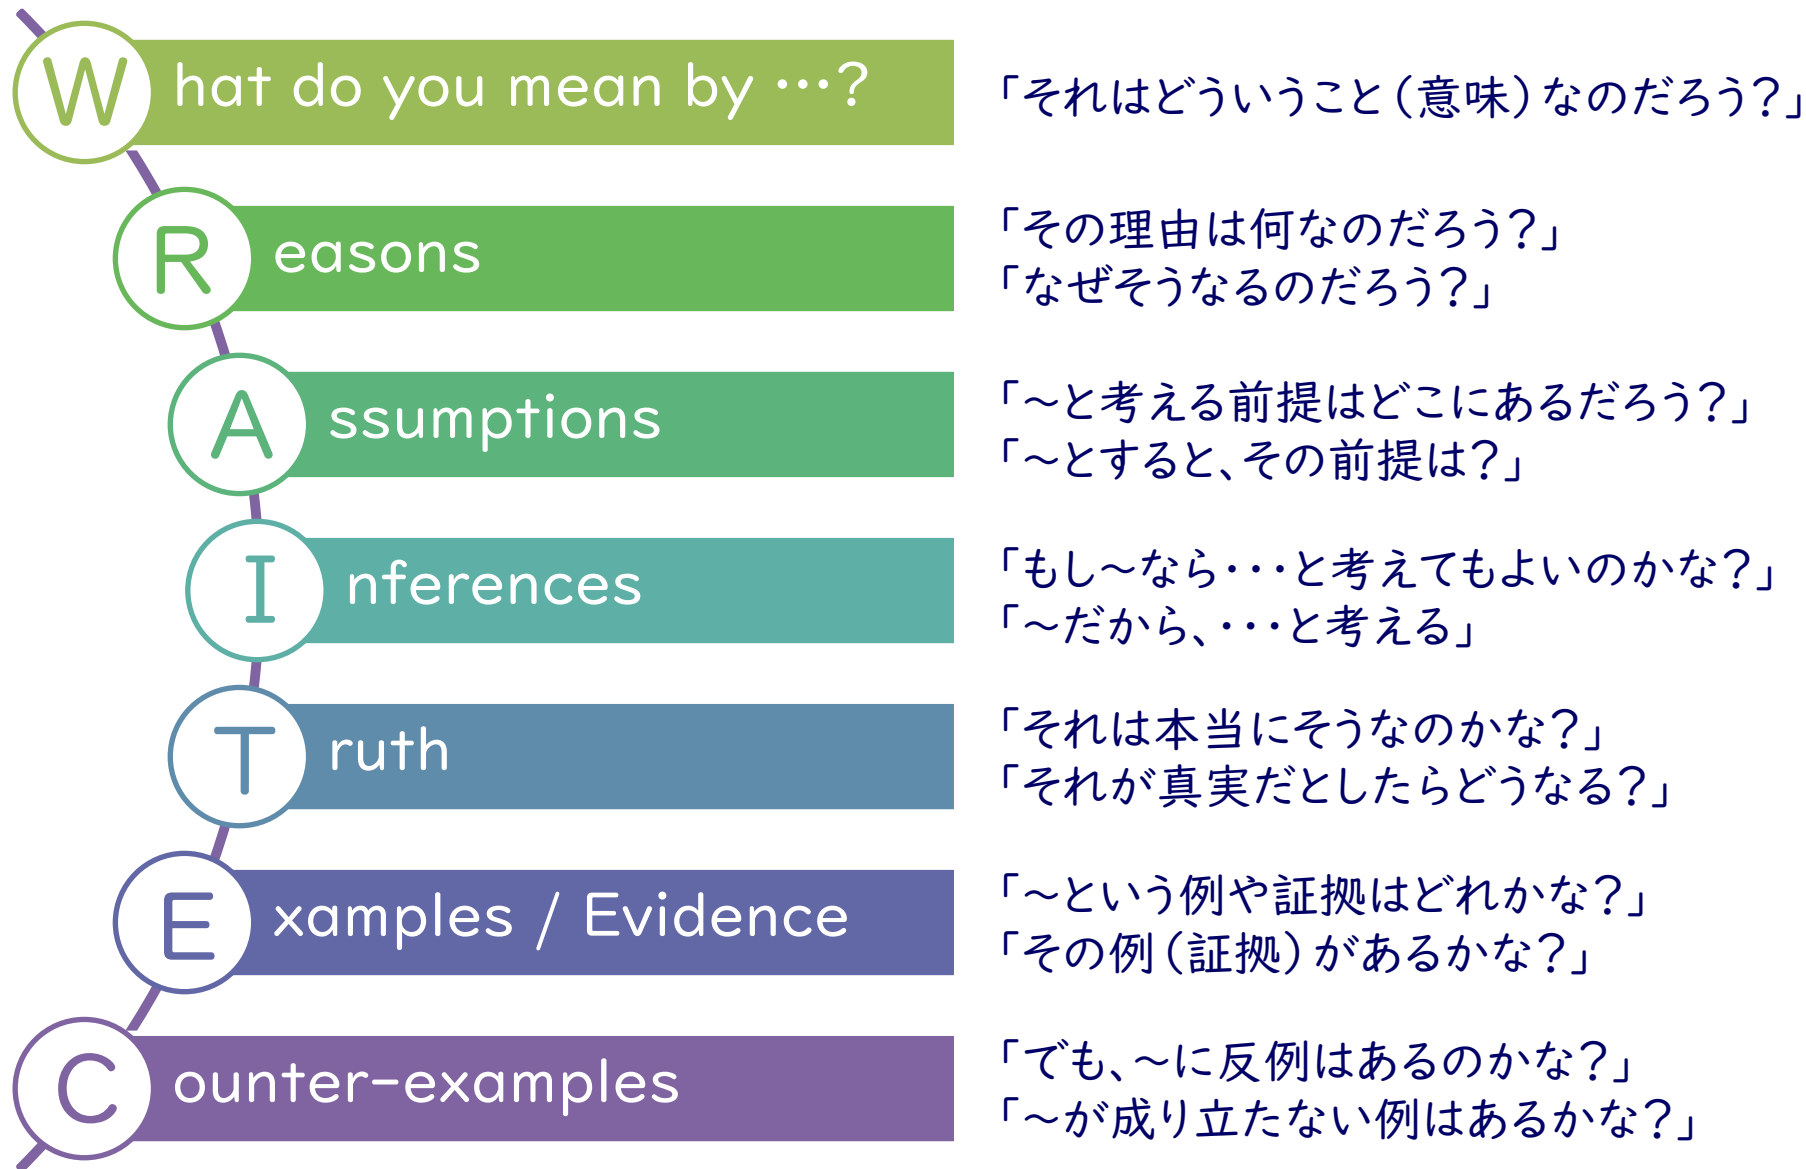 What do you mean by …?
「それはどういうこと（意味）なのだろう？」
Reasons
「その理由は何なのだろう？」
「なぜそうなるのだろう？」
Assumptions
「～と考える前提はどこにあるだろう？」
「～とすると、その前提は？」
Inferences
「もし～なら・・・と考えてもよいのかな？」
「～だから、・・・と考える」
Truth
「それは本当にそうなのかな？」
「それが真実だとしたらどうなる？」
Examples / Evidence
「～という例や証拠はどれかな？」
「その例（証拠）があるかな？」
Counter-examples
「でも、～に反例はあるのかな？」
「～が成り立たない例はあるかな？」